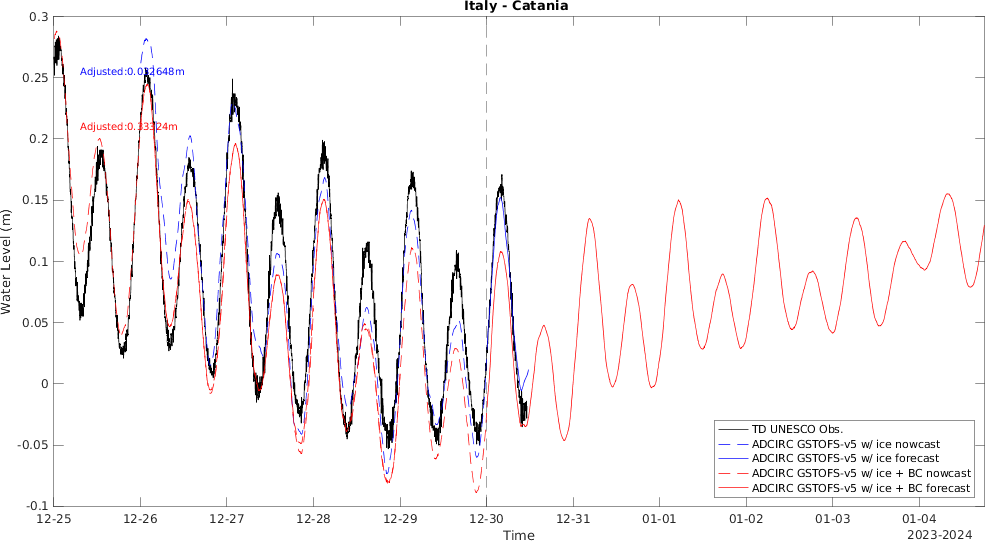 Italy - Catania
0.3
0.25
0.2
0.15
0.1
0.05
0
-0.05
-0.1
Water Level (m)
Adjusted:0.032648m
Adjusted:0.33324m
TD UNESCO Obs.
ADCIRC GSTOFS-v5 w/ ice nowcast
ADCIRC GSTOFS-v5 w/ ice forecast
ADCIRC GSTOFS-v5 w/ ice + BC nowcast
ADCIRC GSTOFS-v5 w/ ice + BC forecast
12-25 12-26 12-27 12-28 12-29 12-30 12-31 01-01 01-02 01-03 01-04
Time
2023-2024